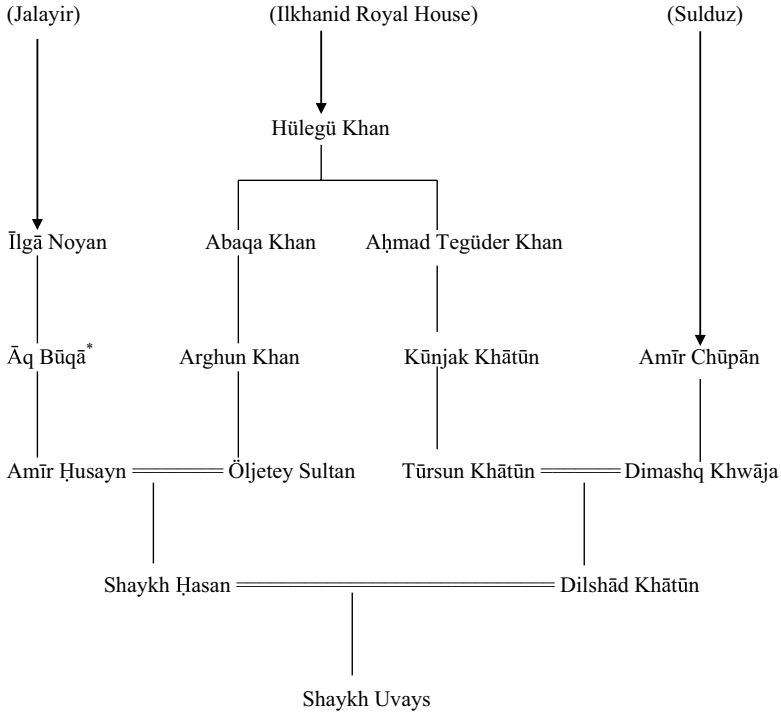 (Jalayir) (Ilkhanid Royal House) (Sulduz)
Hülegü Khan
Īlgā Noyan Abaqa Khan Aḥmad Tegüder Khan
Āq Būqā* Arghun Khan Kūnjak Khātūn Amīr Chūpān
Amīr Ḥusayn Öljetey Sultan Tūrsun Khātūn Dimashq Khwāja
Shaykh Ḥasan Dilshād Khātūn
Shaykh Uvays